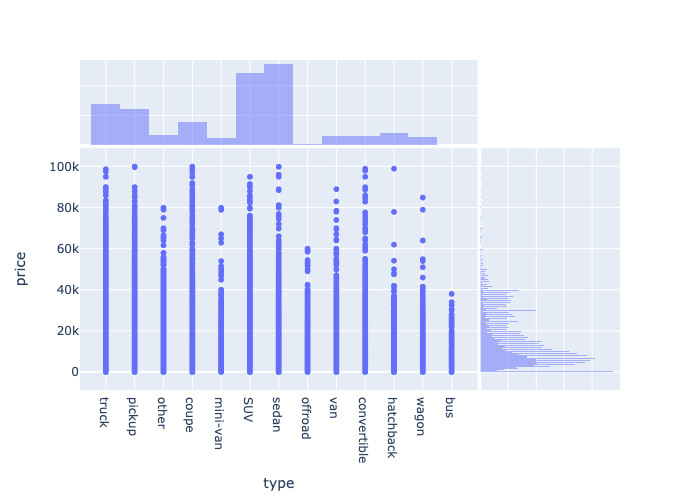 100k
80k
60k
40k
20k
0
price
truck
pickup
other
coupe
mini-van
SUV
sedan
offroad
van
convertible
hatchback
wagon
bus
type